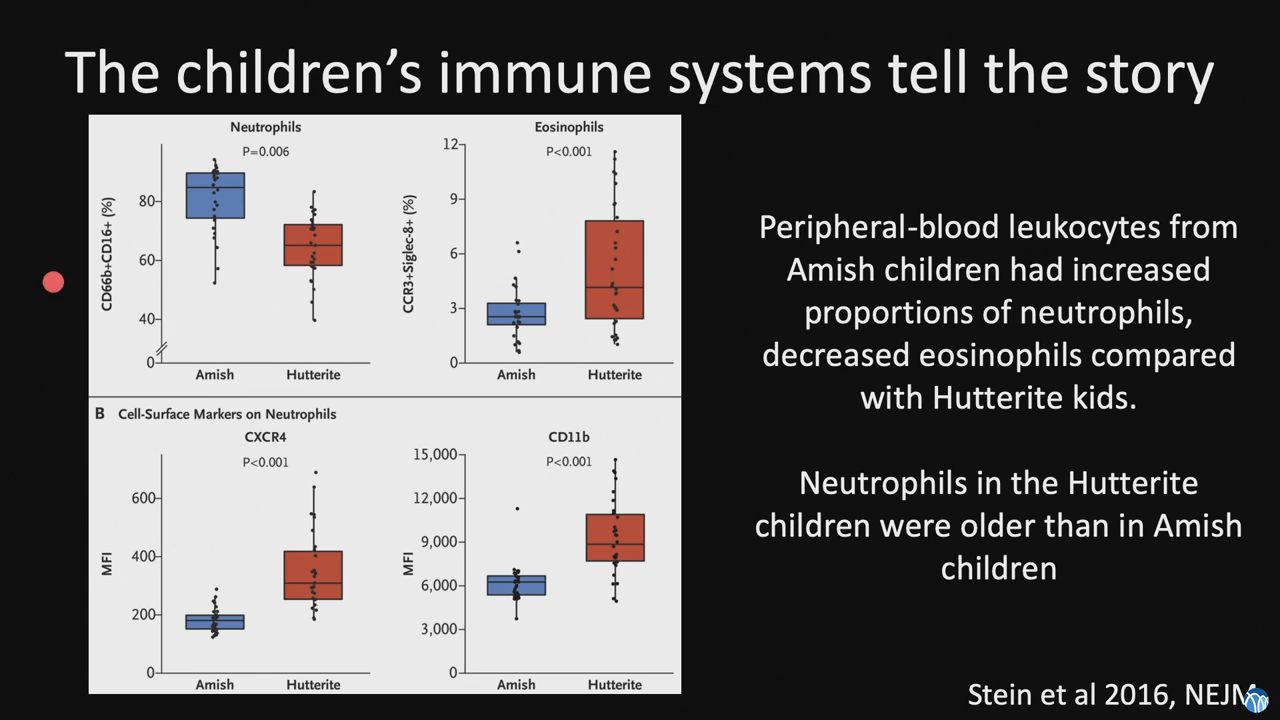 The children's immune systems tell the story
Neutrophils
P=0.006
CD66b+CD16+ (%)
80
60
40
0
Amish
Hutterite
Eosinophils
P<0.001
CCR3+Siglec-8+ (%)
12
9
6
3
0
Amish
Hutterite
B Cell-Surface Markers on Neutrophils
CXCR4
P<0.001
MFI
600
400
200
0
Amish
Hutterite
CD11b
P<0.001
MFI
15,000
12,000
9,000
6,000
3,000
0
Amish
Hutterite
Peripheral-blood leukocytes from
Amish children had increased
proportions of neutrophils,
decreased eosinophils compared
with Hutterite kids.
Neutrophils in the Hutterite
children were older than in Amish
children
Stein et al 2016, NEJM